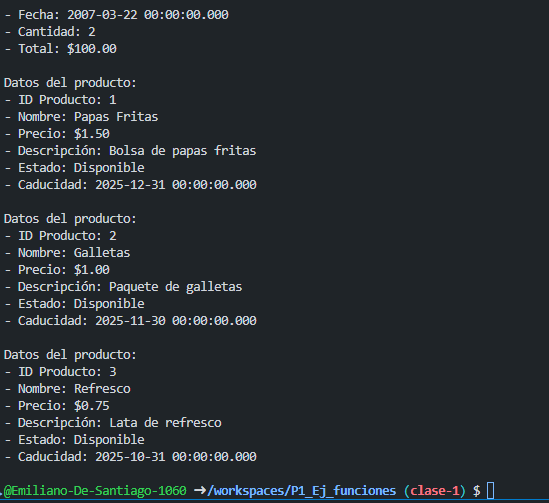 - Fecha: 2007-03-22 00:00:00.000
- Cantidad: 2
- Total: $100.00
Datos del producto:
- ID Producto: 1
- Nombre: Papas Fritas
- Precio: $1.50
- Descripción: Bolsa de papas fritas
- Estado: Disponible
- Caducidad: 2025-12-31 00:00:00.000
Datos del producto:
- ID Producto: 2
- Nombre: Galletas
- Precio: $1.00
- Descripción: Paquete de galletas
- Estado: Disponible
- Caducidad: 2025-11-30 00:00:00.000
Datos del producto:
- ID Producto: 3
- Nombre: Refresco
- Precio: $0.75
- Descripción: Lata de refresco
- Estado: Disponible
- Caducidad: 2025-10-31 00:00:00.000
@Emiliano-De-Santiago-1060 ➜/workspaces/P1_Ej_funciones (clase-1) $